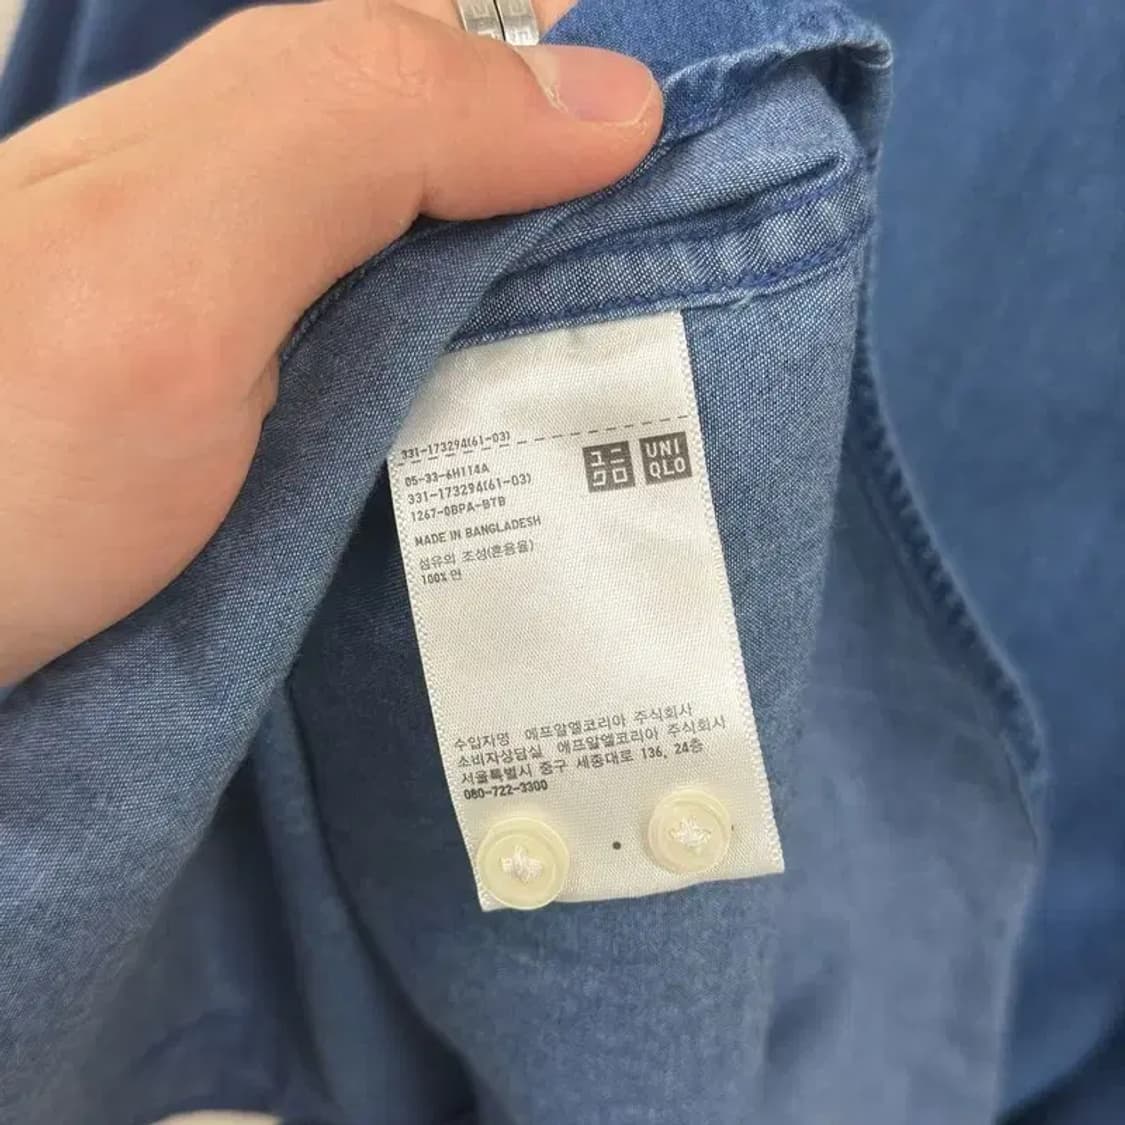 331-173294(61-03)
05-33-6H114A
331-173294(61-03)
1267-0BPA-B7B
ユニ
クロ
UNI
QLO
MADE IN BANGLADESH
섬유의 조성(혼용율)
100% 면
수입자명 에프알엘코리아 주식회사
소비자상담실 에프알엘코리아 주식회사
서울특별시 중구 세종대로 136, 24층
080-722-3300